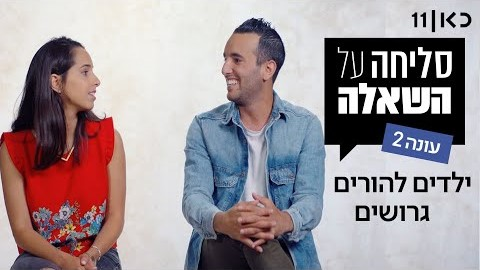 כאן|11
סליחה על
השאלה
עונה 2
ילדים להורים
גרושים